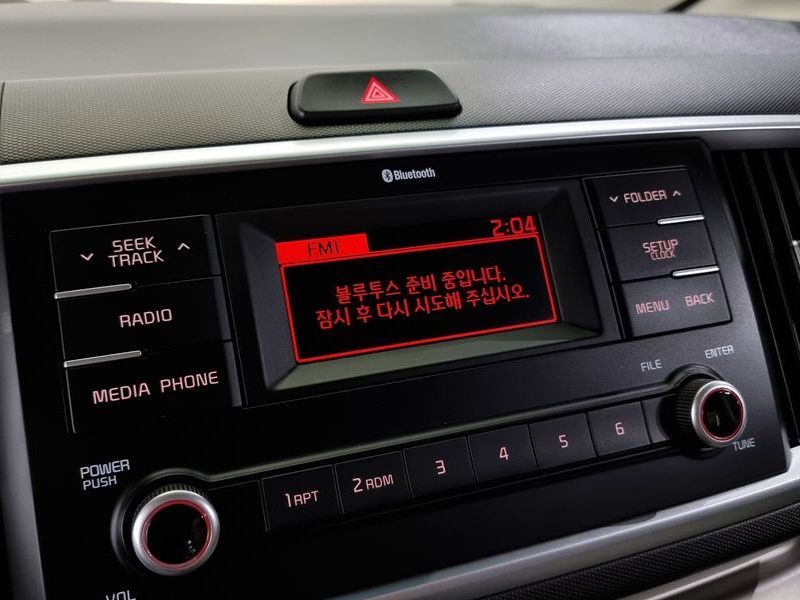 Bluetooth
SEEK
TRACK
RADIO
MEDIA PHONE
FM1 2:04
블루투스 준비 중입니다.
잠시 후 다시 시도해 주십시오.
FOLDER
SETUP
CLOCK
MENU BACK
FILE
ENTER
TUNE
POWER
PUSH
VOL
1 RPT 2 RDM 3 4 5 6